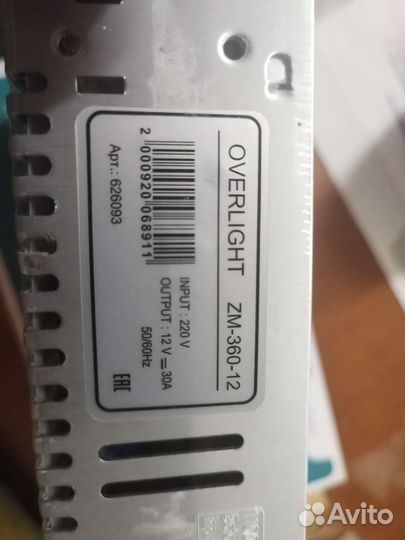 OVERLIGHT ZM-360-12
2 000920 068911
INPUT : 220 V
OUTPUT : 12 V ⎓ 30A
50/60Hz
Арт.: 626093
EAC
Avito